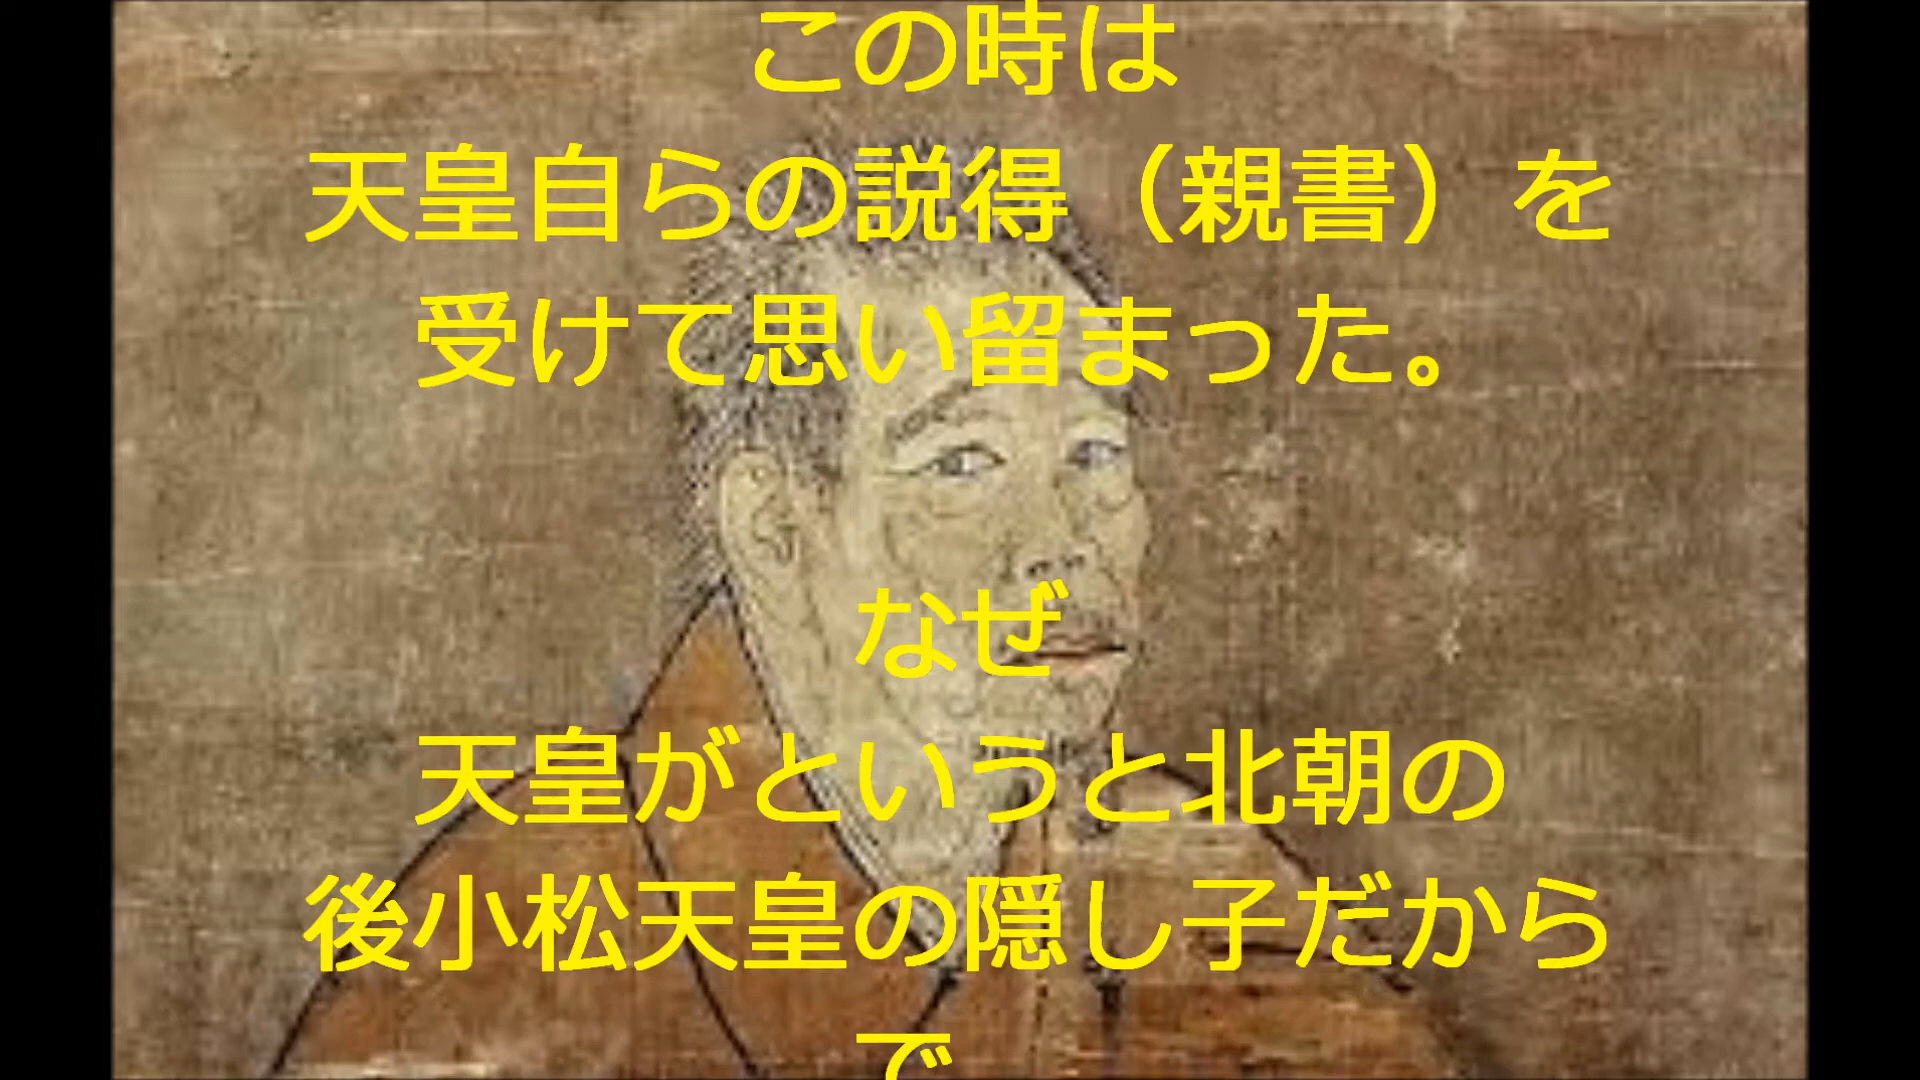 この時は
天皇自らの説得（親書）を
受けて思い留まった。
なぜ
天皇がというと北朝の
後小松天皇の隠し子だから
で